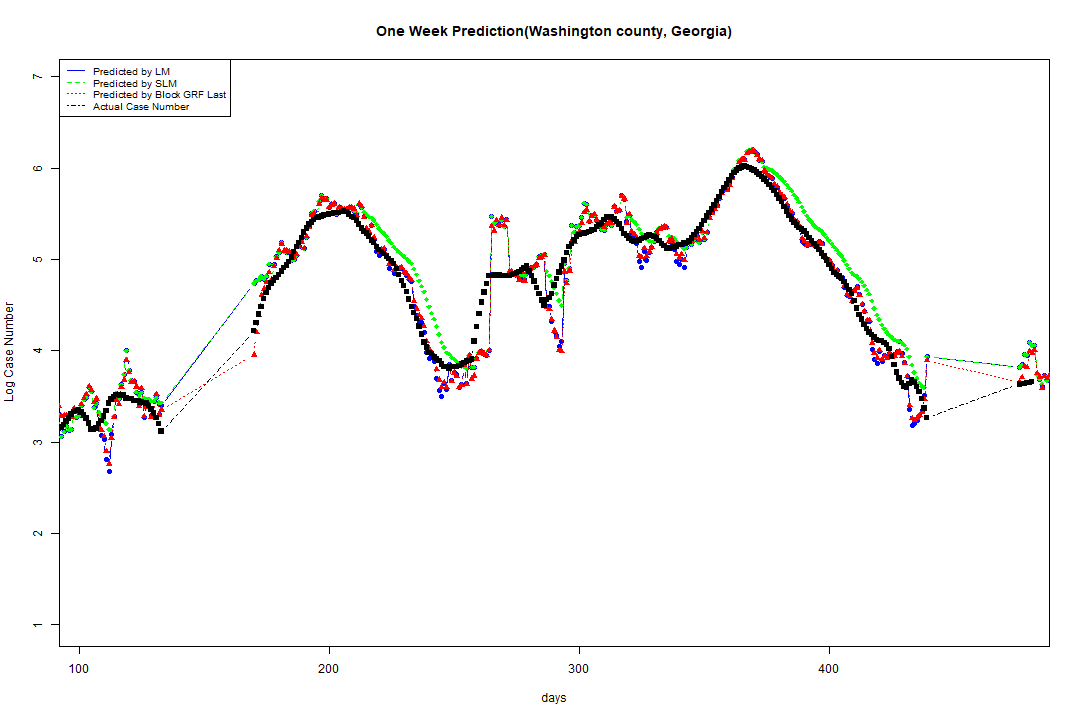 One Week Prediction(Washington county, Georgia)
Predicted by LM
Predicted by SLM
Predicted by Block GRF Last
Actual Case Number
7
6
5
4
3
2
1
Log Case Number
100 200 300 400
days